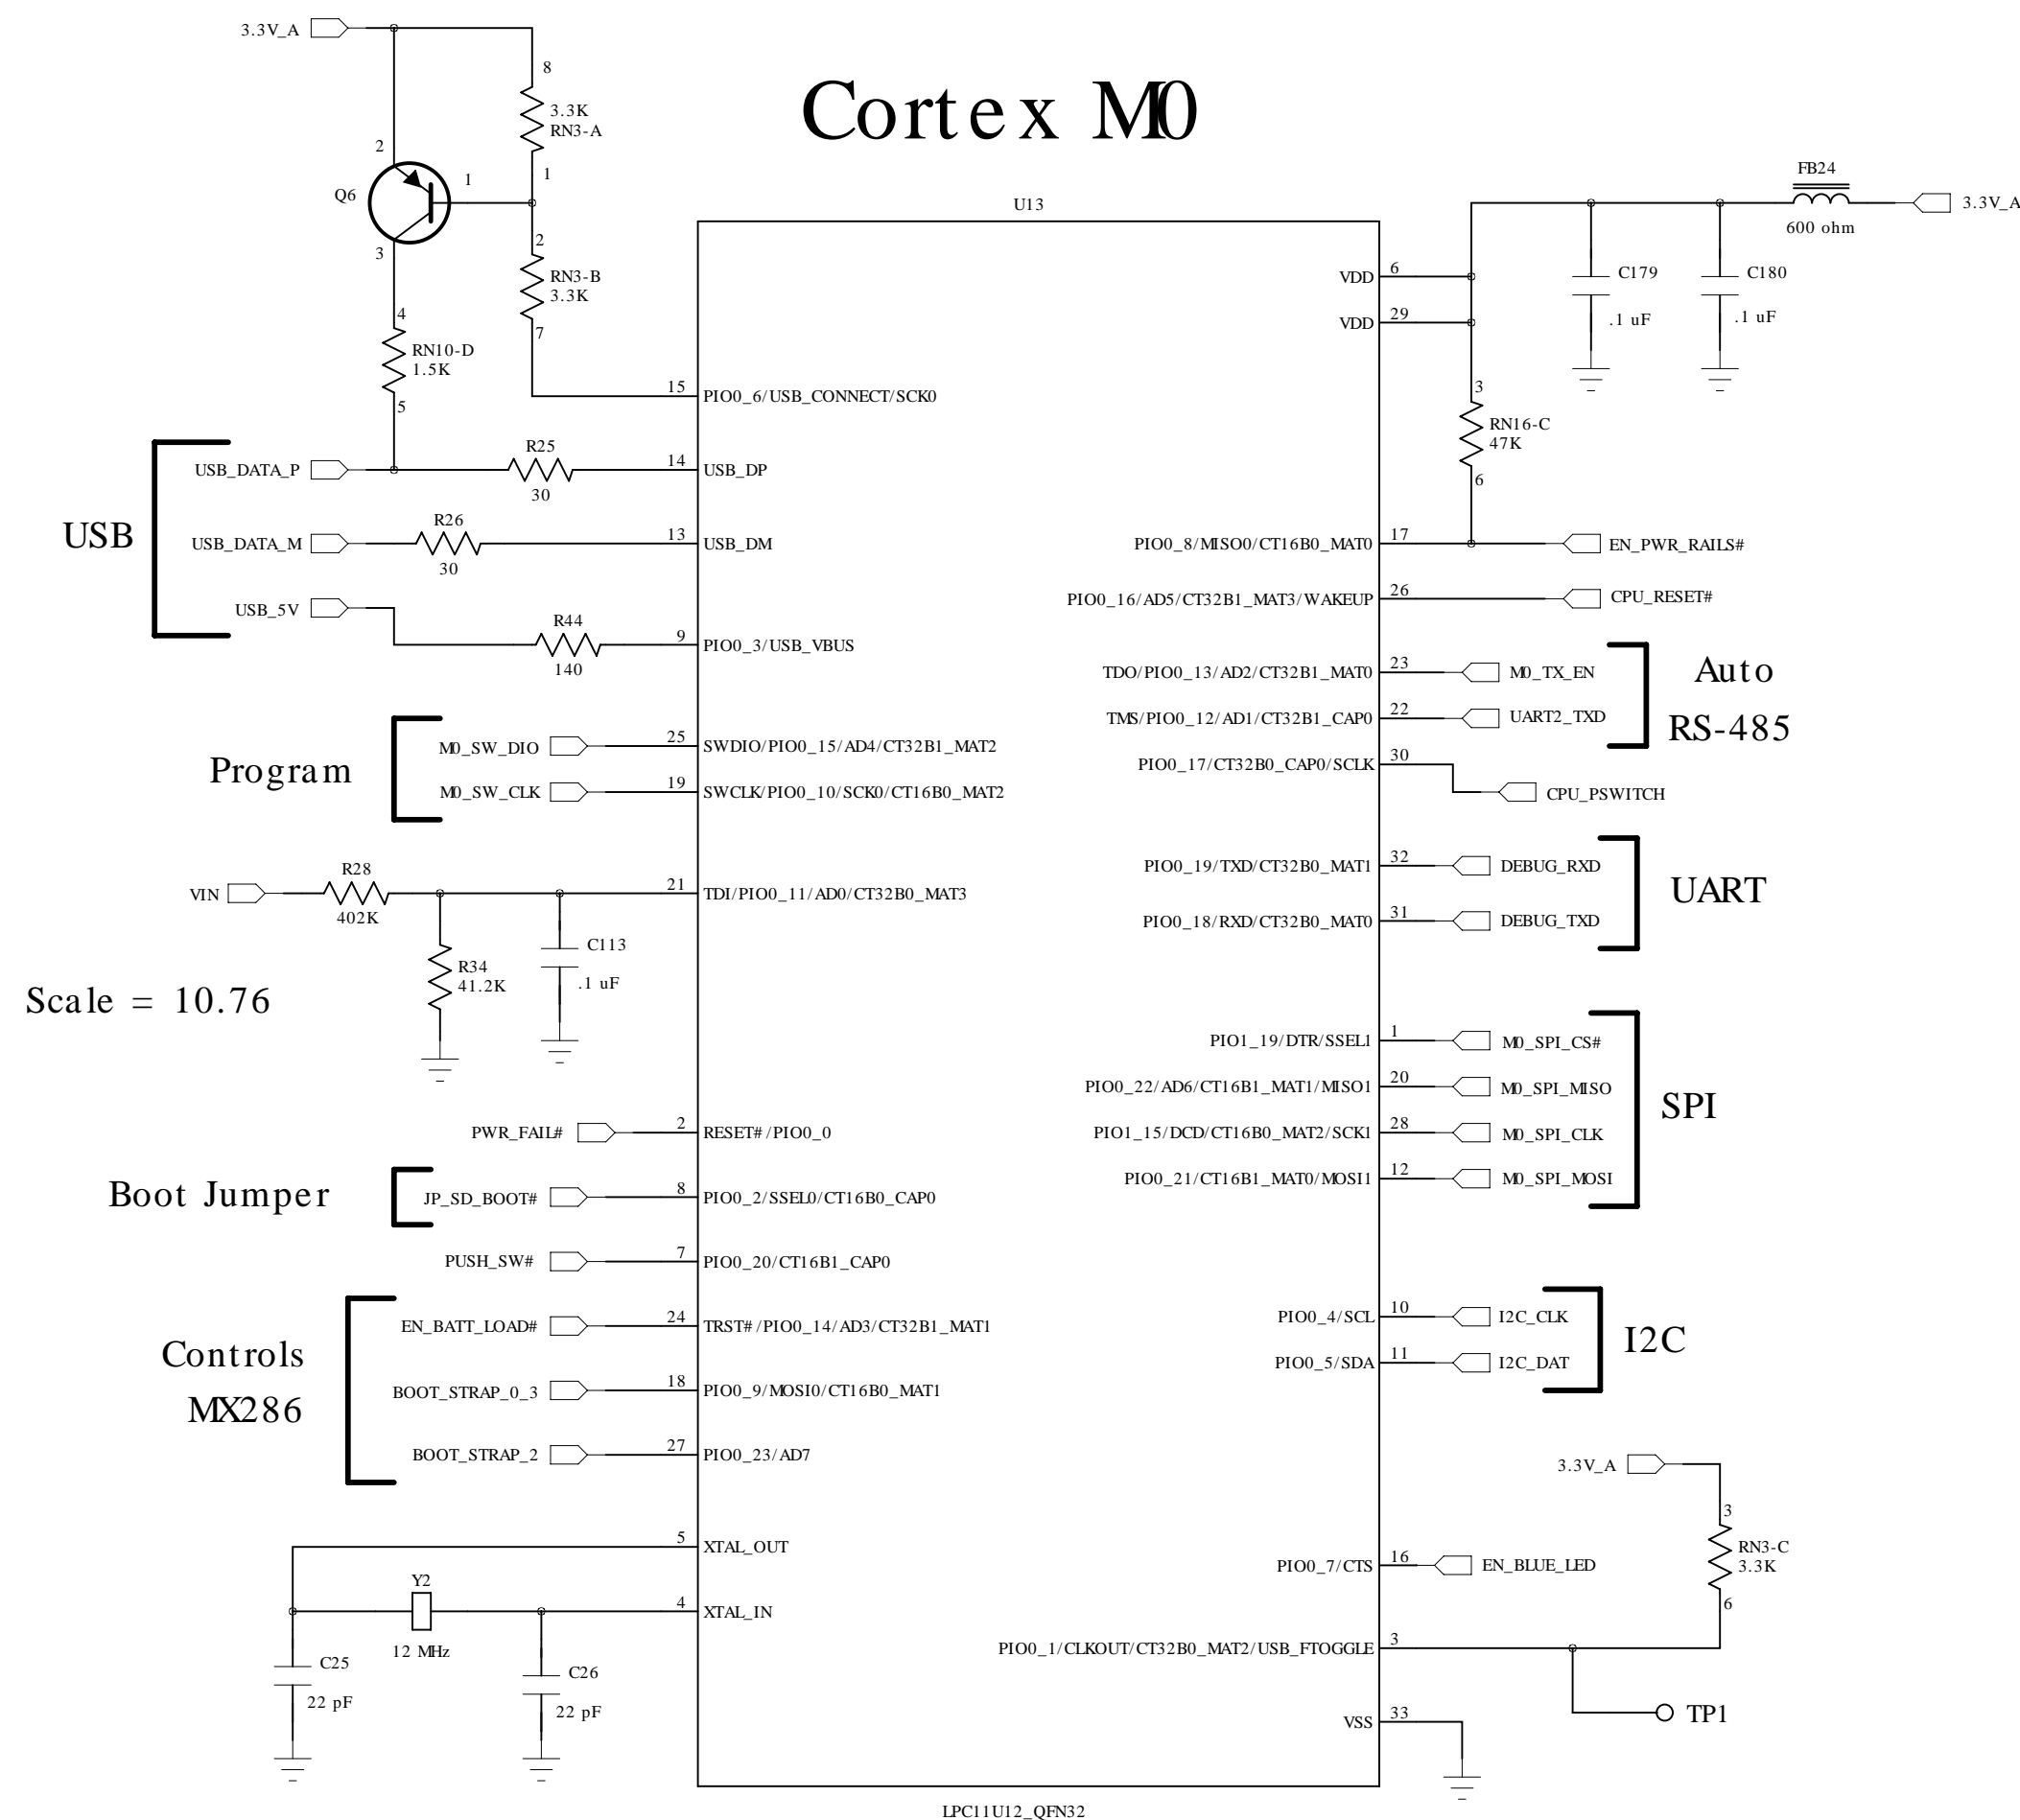 Cortex M0
3.3V_A
8
3.3K
RN3-A
1
2
1
Q6
3
2
RN3-B
3.3K
7
4
RN10-D
1.5K
5
USB
USB_DATA_P
R25
30
14
USB_DP
15
PIO0_6/USB_CONNECT/SCK0
USB_DATA_M
R26
30
13
USB_DM
USB_5V
R44
140
9
PIO0_3/USB_VBUS
Program
M0_SW_DIO
25
SWDIO/PIO0_15/AD4/CT32B1_MAT2
M0_SW_CLK
19
SWCLK/PIO0_10/SCK0/CT16B0_MAT2
VIN
R28
402K
21
TDI/PIO0_11/AD0/CT32B0_MAT3
R34
41.2K
C113
.1 uF
Scale = 10.76
PWR_FAIL#
2
RESET#/PIO0_0
Boot Jumper
JP_SD_BOOT#
8
PIO0_2/SSEL0/CT16B0_CAP0
PUSH_SW#
7
PIO0_20/CT16B1_CAP0
Controls
MX286
EN_BATT_LOAD#
24
TRST#/PIO0_14/AD3/CT32B1_MAT1
BOOT_STRAP_0_3
18
PIO0_9/MOSI0/CT16B0_MAT1
BOOT_STRAP_2
27
PIO0_23/AD7
5
XTAL_OUT
Y2
12 MHz
4
XTAL_IN
C25
22 pF
C26
22 pF
U13
LPC11U12_QFN32
FB24
600 ohm
3.3V_A
C179
.1 uF
C180
.1 uF
VDD
6
VDD
29
3
RN16-C
47K
6
PIO0_8/MISO0/CT16B0_MAT0
17
EN_PWR_RAILS#
PIO0_16/AD5/CT32B1_MAT3/WAKEUP
26
CPU_RESET#
TDO/PIO0_13/AD2/CT32B1_MAT0
23
M0_TX_EN
TMS/PIO0_12/AD1/CT32B1_CAP0
22
UART2_TXD
Auto
RS-485
PIO0_17/CT32B0_CAP0/SCLK
30
CPU_PSWITCH
PIO0_19/TXD/CT32B0_MAT1
32
DEBUG_RXD
PIO0_18/RXD/CT32B0_MAT0
31
DEBUG_TXD
UART
PIO1_19/DTR/SSEL1
1
M0_SPI_CS#
PIO0_22/AD6/CT16B1_MAT1/MISO1
20
M0_SPI_MISO
PIO1_15/DCD/CT16B0_MAT2/SCK1
28
M0_SPI_CLK
PIO0_21/CT16B1_MAT0/MOSI1
12
M0_SPI_MOSI
SPI
PIO0_4/SCL
10
I2C_CLK
PIO0_5/SDA
11
I2C_DAT
I2C
3.3V_A
3
RN3-C
3.3K
6
PIO0_7/CTS
16
EN_BLUE_LED
PIO0_1/CLKOUT/CT32B0_MAT2/USB_FTOGGLE
3
TP1
VSS
33